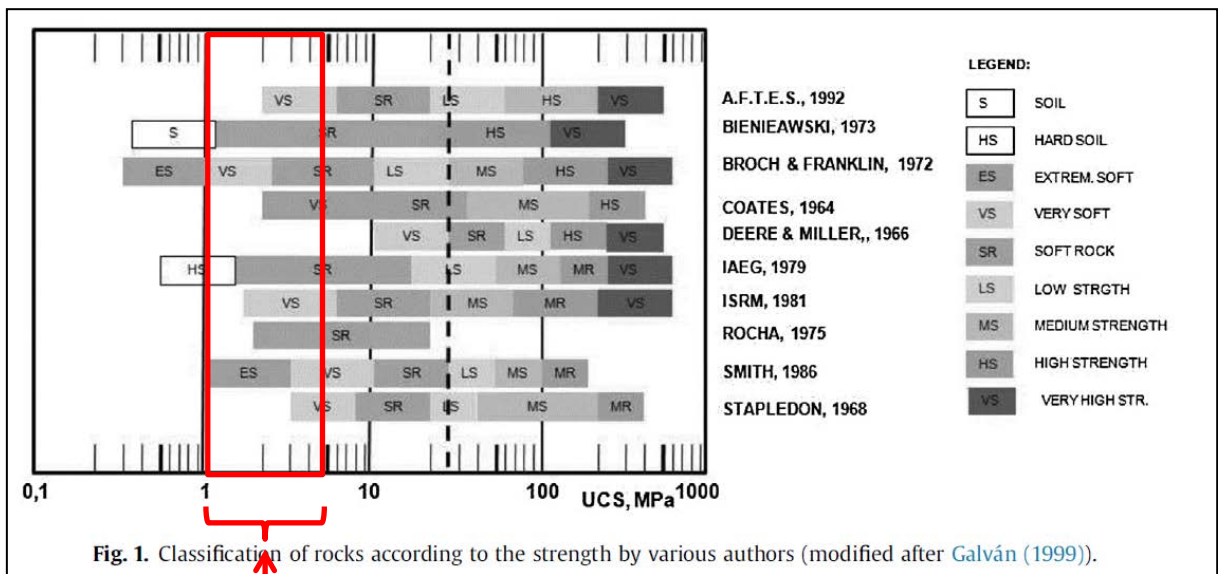 LEGEND:
VS SR LS HS VS A.F.T.E.S., 1992
S SOIL
S SR HS VS BIENIEAWSKI, 1973
HS HARD SOIL
ES VS SR LS MS HS VS BROCH & FRANKLIN, 1972
ES EXTREM. SOFT
VS SR MS HS COATES, 1964
VS VERY SOFT
VS SR LS HS VS DEERE & MILLER,, 1966
SR SOFT ROCK
HS SR LS MS MR VS IAEG, 1979
LS LOW STRGTH
VS SR MS MR VS ISRM, 1981
MS MEDIUM STRENGTH
SR ROCHA, 1975
HS HIGH STRENGTH
ES VS SR LS MS MR SMITH, 1986
VS VERY HIGH STR.
VS SR LS MS MR STAPLEDON, 1968
0,1 1 10 100 UCS, MPa 1000
Fig. 1. Classification of rocks according to the strength by various authors (modified after Galván (1999)).